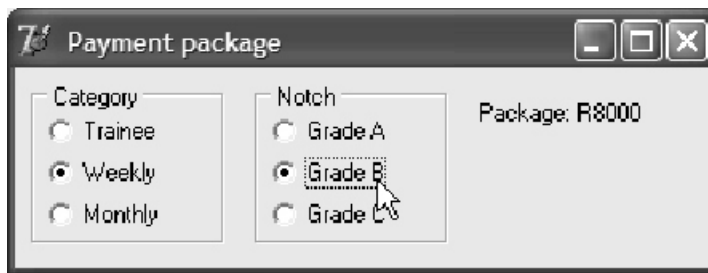 Payment package
Category
Trainee
Weekly
Monthly
Notch
Grade A
Grade B
Grade C
Package: R8000